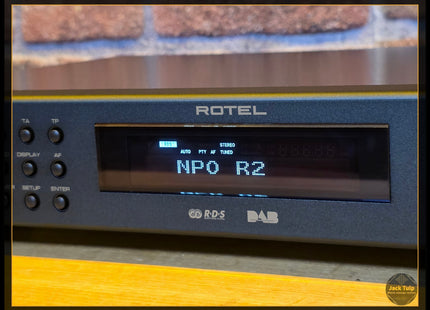 ROTEL
TA TP
STEREO
AUTO PTY AF TUNED
DISPLAY AF
NPO R2
SETUP ENTER
R·D·S DAB
Jack Tulp